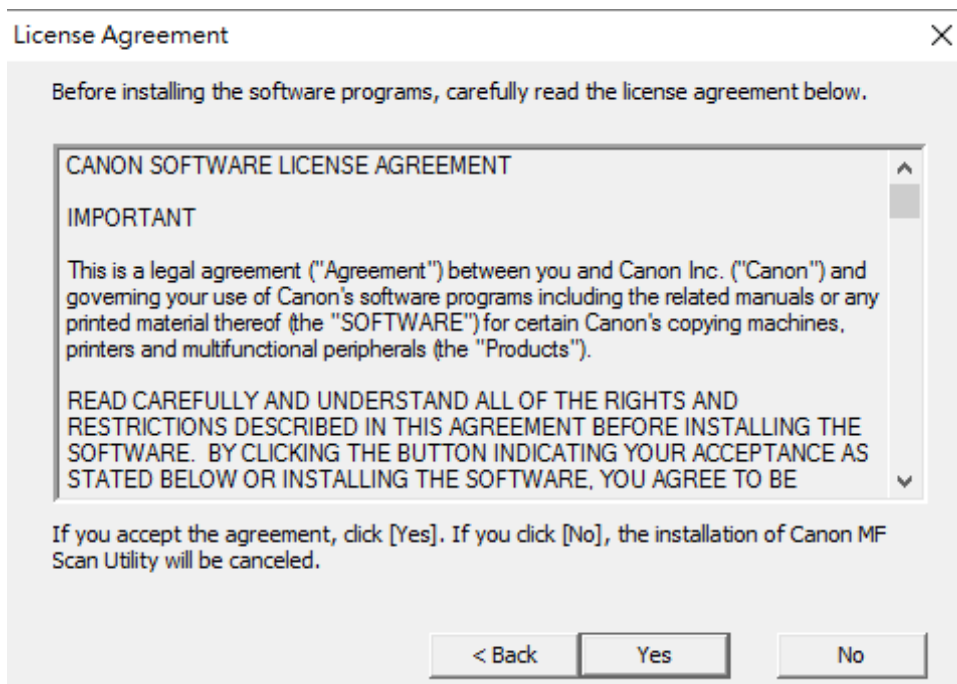 License Agreement
Before installing the software programs, carefully read the license agreement below.
CANON SOFTWARE LICENSE AGREEMENT
IMPORTANT
This is a legal agreement ("Agreement") between you and Canon Inc. ("Canon") and
governing your use of Canon's software programs including the related manuals or any
printed material thereof (the "SOFTWARE") for certain Canon's copying machines,
printers and multifunctional peripherals (the "Products").
READ CAREFULLY AND UNDERSTAND ALL OF THE RIGHTS AND
RESTRICTIONS DESCRIBED IN THIS AGREEMENT BEFORE INSTALLING THE
SOFTWARE.  BY CLICKING THE BUTTON INDICATING YOUR ACCEPTANCE AS
STATED BELOW OR INSTALLING THE SOFTWARE, YOU AGREE TO BE
If you accept the agreement, click [Yes]. If you click [No], the installation of Canon MF
Scan Utility will be canceled.
< Back Yes No